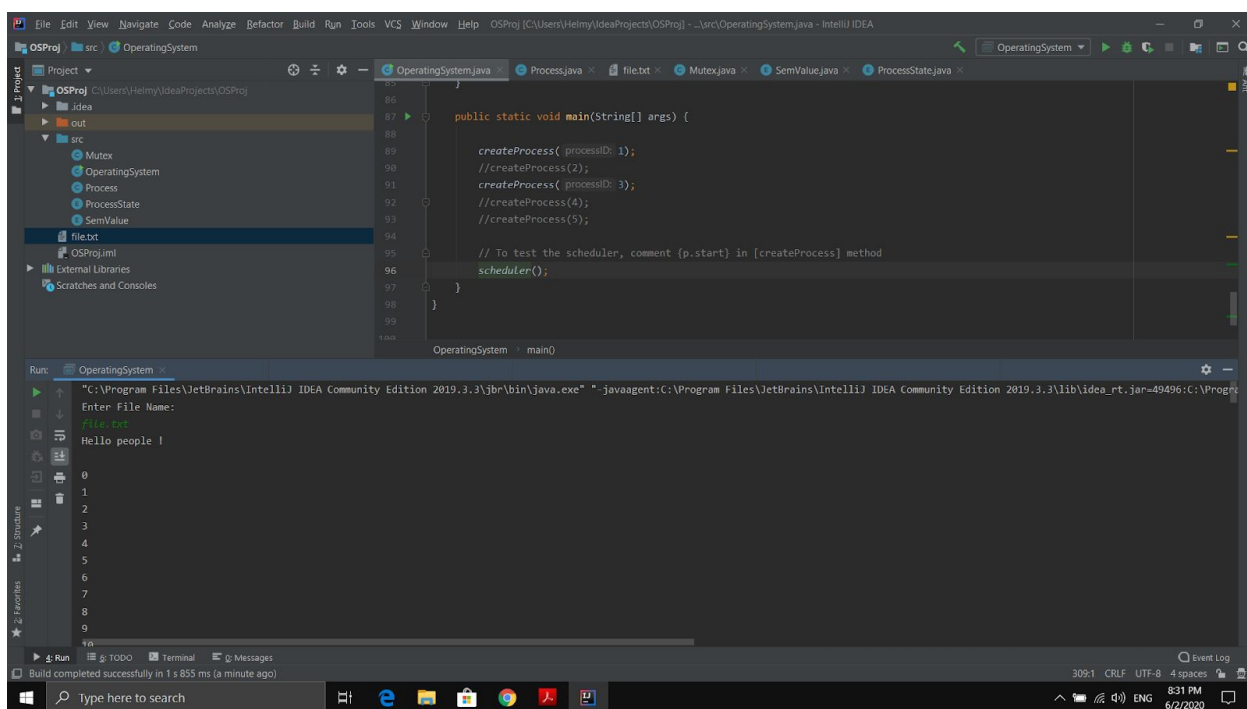 File Edit View Navigate Code Analyze Refactor Build Run Tools VCS Window Help OSProj [C:\Users\Helmy\IdeaProjects\OSProj] - ...\src\OperatingSystem.java - IntelliJ IDEA
OSProj src OperatingSystem
OperatingSystem
1: Project
Project
OSProj C:\Users\Helmy\IdeaProjects\OSProj
.idea
out
src
Mutex
OperatingSystem
Process
ProcessState
SemValue
file.txt
OSProj.iml
External Libraries
Scratches and Consoles
OperatingSystem.java Process.java file.txt Mutex.java SemValue.java ProcessState.java
85 }
86
87 public static void main(String[] args) {
88
89 createProcess( processID: 1);
90 //createProcess(2);
91 createProcess( processID: 3);
92 //createProcess(4);
93 //createProcess(5);
94
95 // To test the scheduler, comment {p.start} in [createProcess] method
96 scheduler();
97 }
98 }
99
100
OperatingSystem main()
Run: OperatingSystem
"C:\Program Files\JetBrains\IntelliJ IDEA Community Edition 2019.3.3\jbr\bin\java.exe" "-javaagent:C:\Program Files\JetBrains\IntelliJ IDEA Community Edition 2019.3.3\lib\idea_rt.jar=49496:C:\Progra
Enter File Name:
file.txt
Hello people !
0
1
2
3
4
5
6
7
8
9
10
Z: Structure
2: Favorites
4: Run 6: TODO Terminal 0: Messages
Event Log
Build completed successfully in 1 s 855 ms (a minute ago)
309:1 CRLF UTF-8 4 spaces
Type here to search
ENG
8:31 PM
6/2/2020